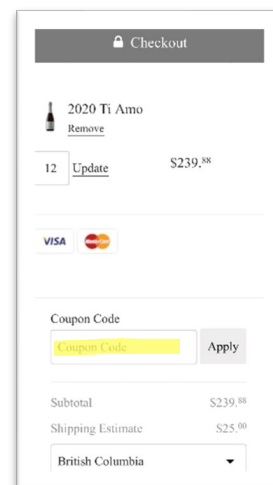 Checkout
2020 Ti Amo
Remove
12 Update $239.88
VISA MasterCard
Coupon Code
Coupon Code Apply
Subtotal $239.88
Shipping Estimate $25.00
British Columbia